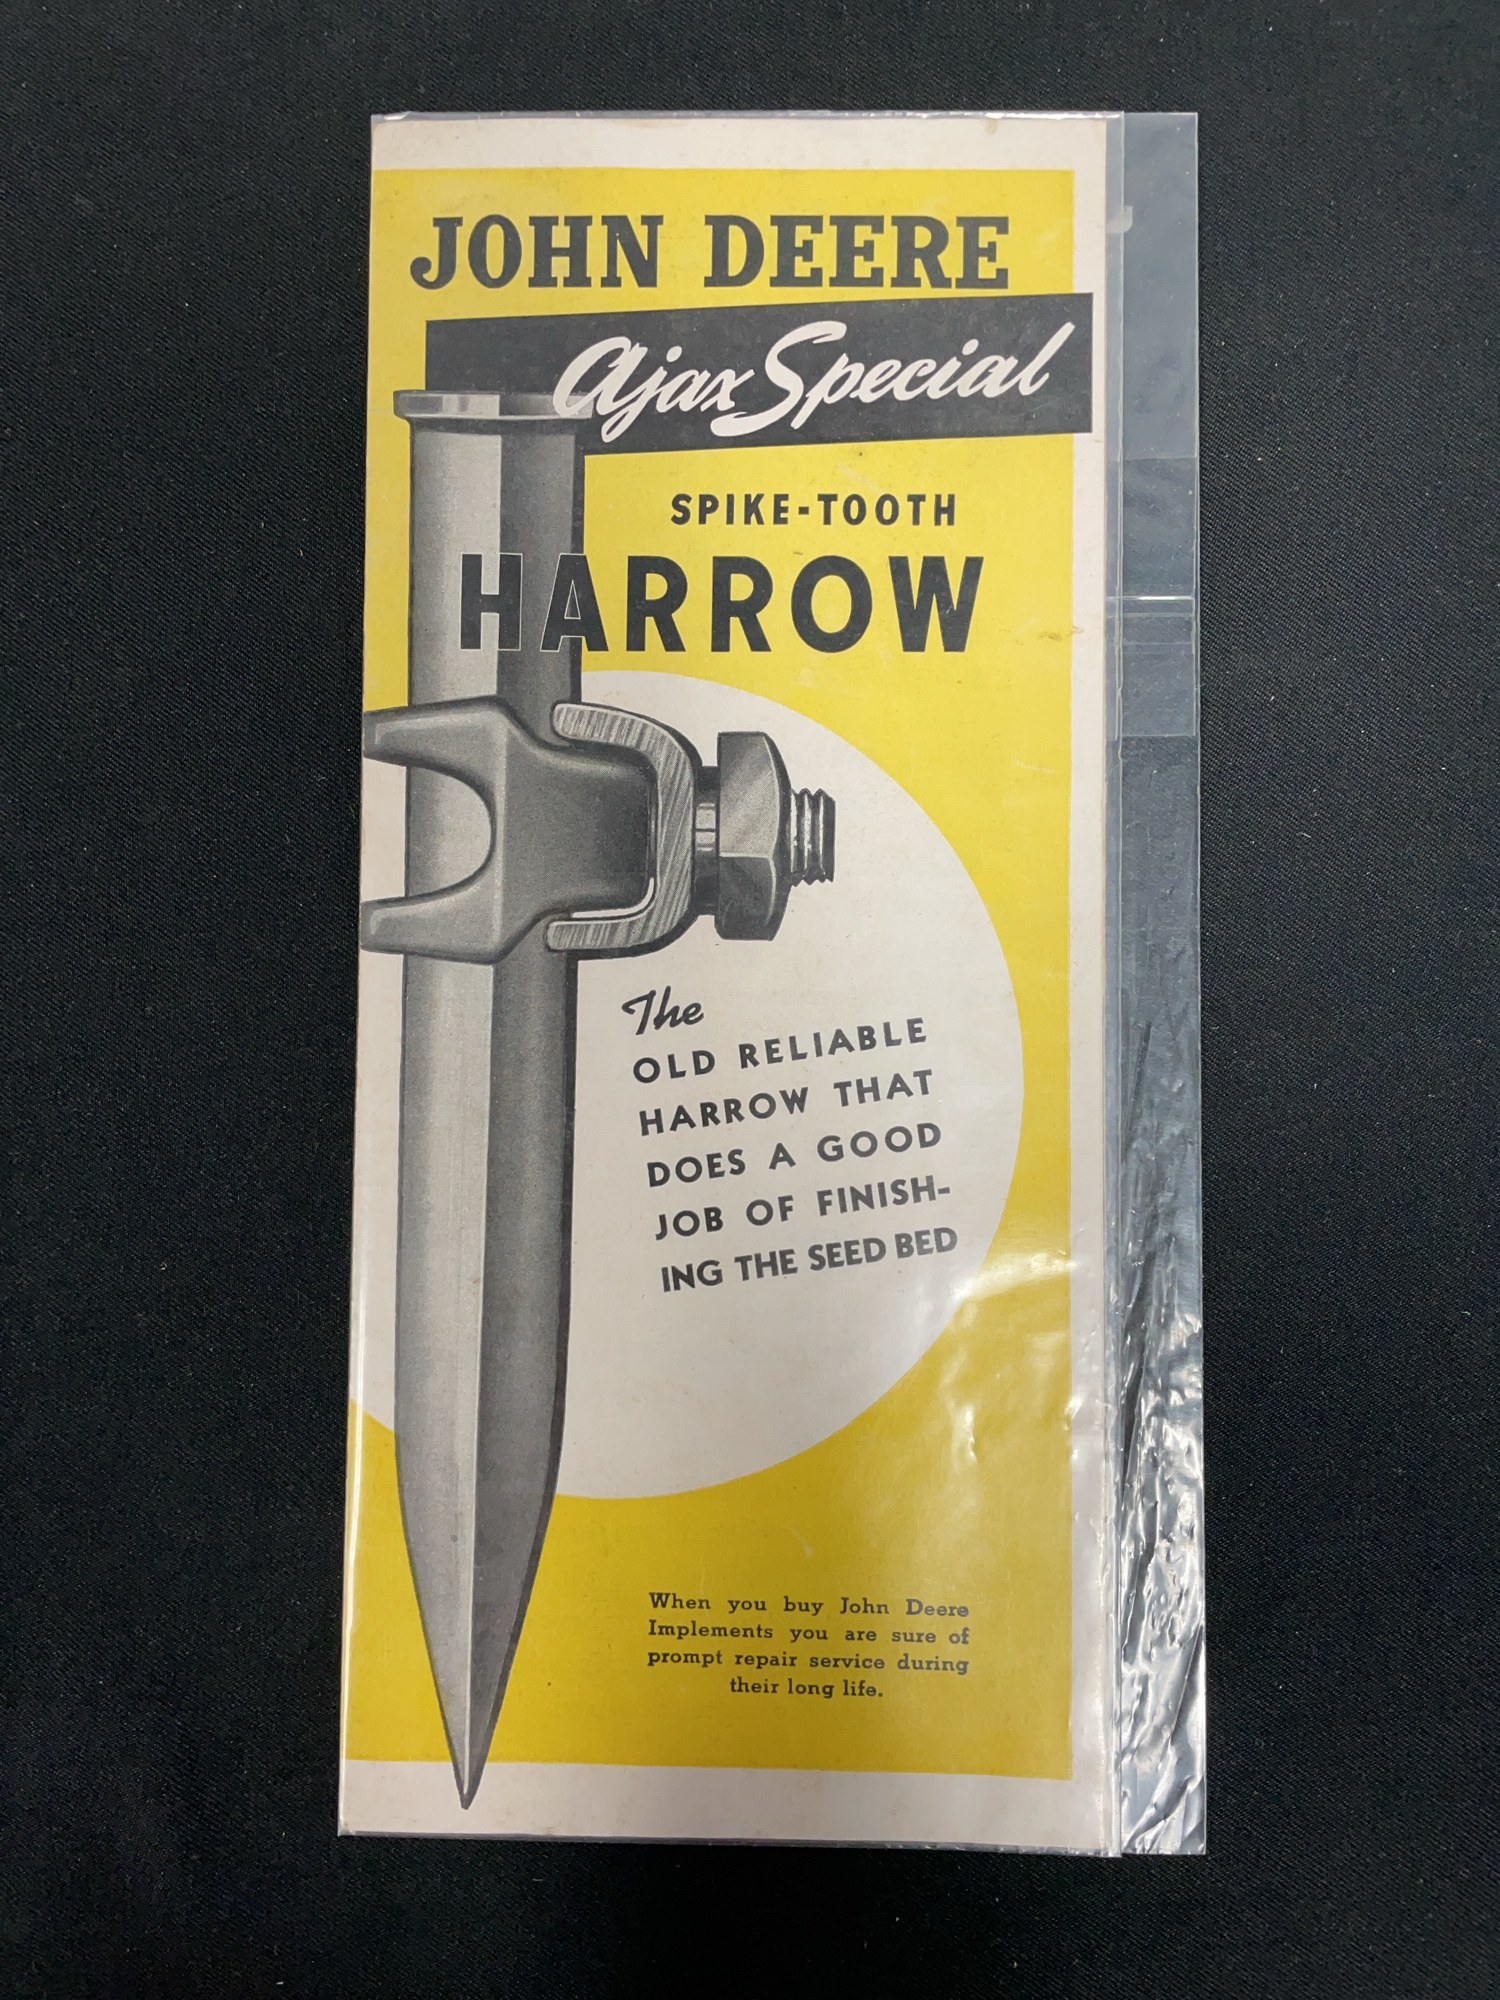 JOHN DEERE
Ajax Special
SPIKE-TOOTH
HARROW
The
OLD RELIABLE
HARROW THAT
DOES A GOOD
JOB OF FINISH-
ING THE SEED BED
When you buy John Deere
Implements you are sure of
prompt repair service during
their long life.